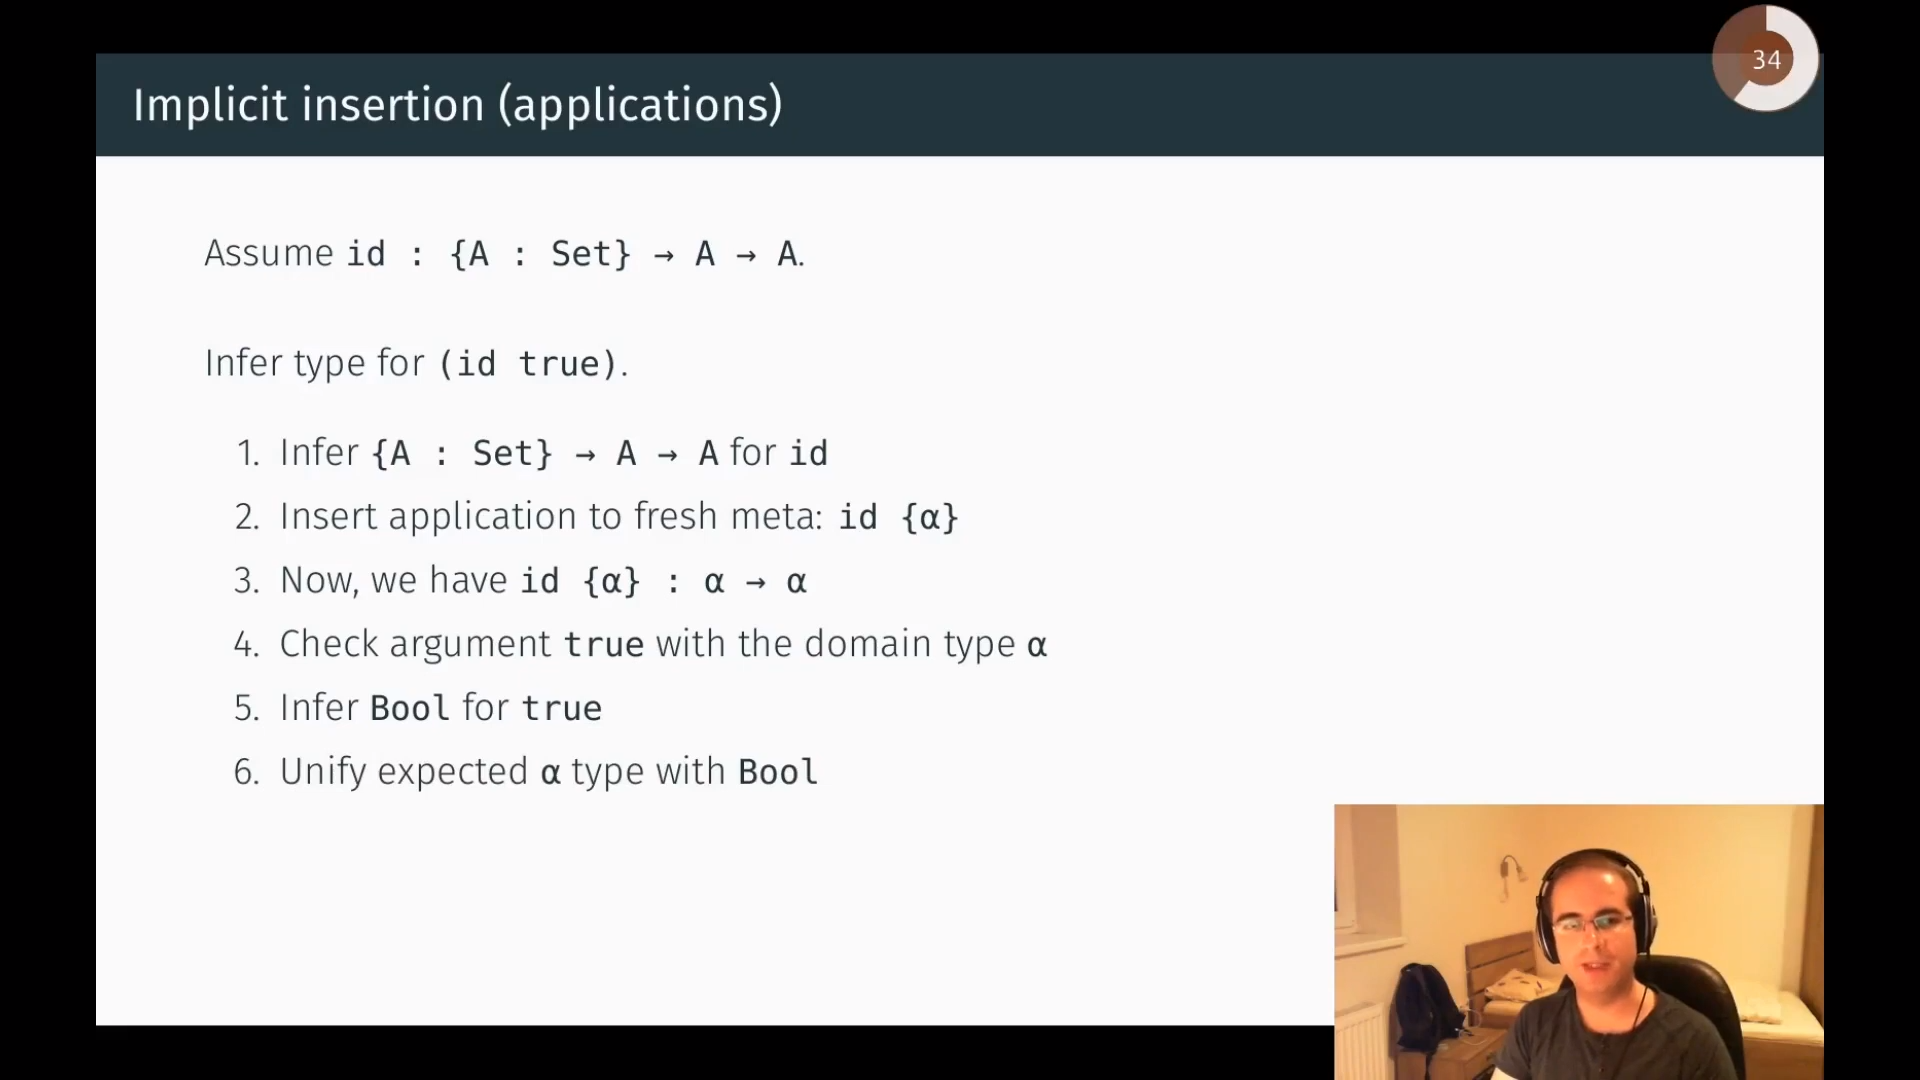 34
Implicit insertion (applications)
Assume id : {A : Set} → A → A.
Infer type for (id true).
1. Infer {A : Set} → A → A for id
2. Insert application to fresh meta: id {α}
3. Now, we have id {α} : α → α
4. Check argument true with the domain type α
5. Infer Bool for true
6. Unify expected α type with Bool